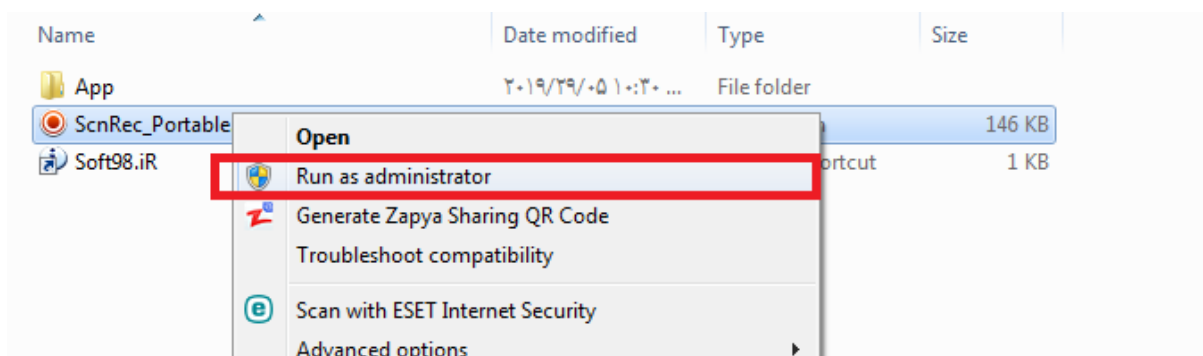 Name Date modified Type Size
App ۲۰۱۹/۲۹/۰۵ ۱۰:۳۰ ... File folder
ScnRec_Portable 146 KB
Soft98.iR ortcut 1 KB
Open
Run as administrator
Generate Zapya Sharing QR Code
Troubleshoot compatibility
Scan with ESET Internet Security
Advanced options